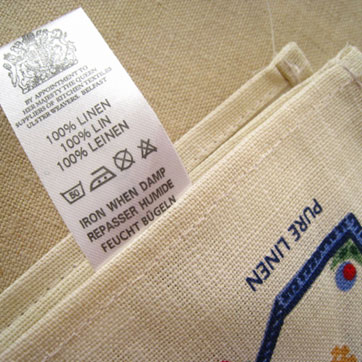 BY APPOINTMENT TO
HER MAJESTY THE QUEEN
SUPPLIERS OF KITCHEN TEXTILES
ULSTER WEAVERS, BELFAST
100% LINEN
100% LIN
100% LEINEN
50
IRON WHEN DAMP
REPASSER HUMIDE
FEUCHT BÜGELN
PURE LINEN